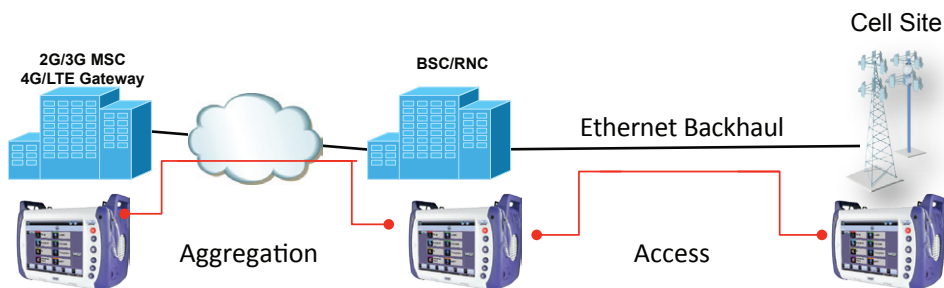 Cell Site
2G/3G MSC
4G/LTE Gateway
BSC/RNC
Ethernet Backhaul
Aggregation
Access